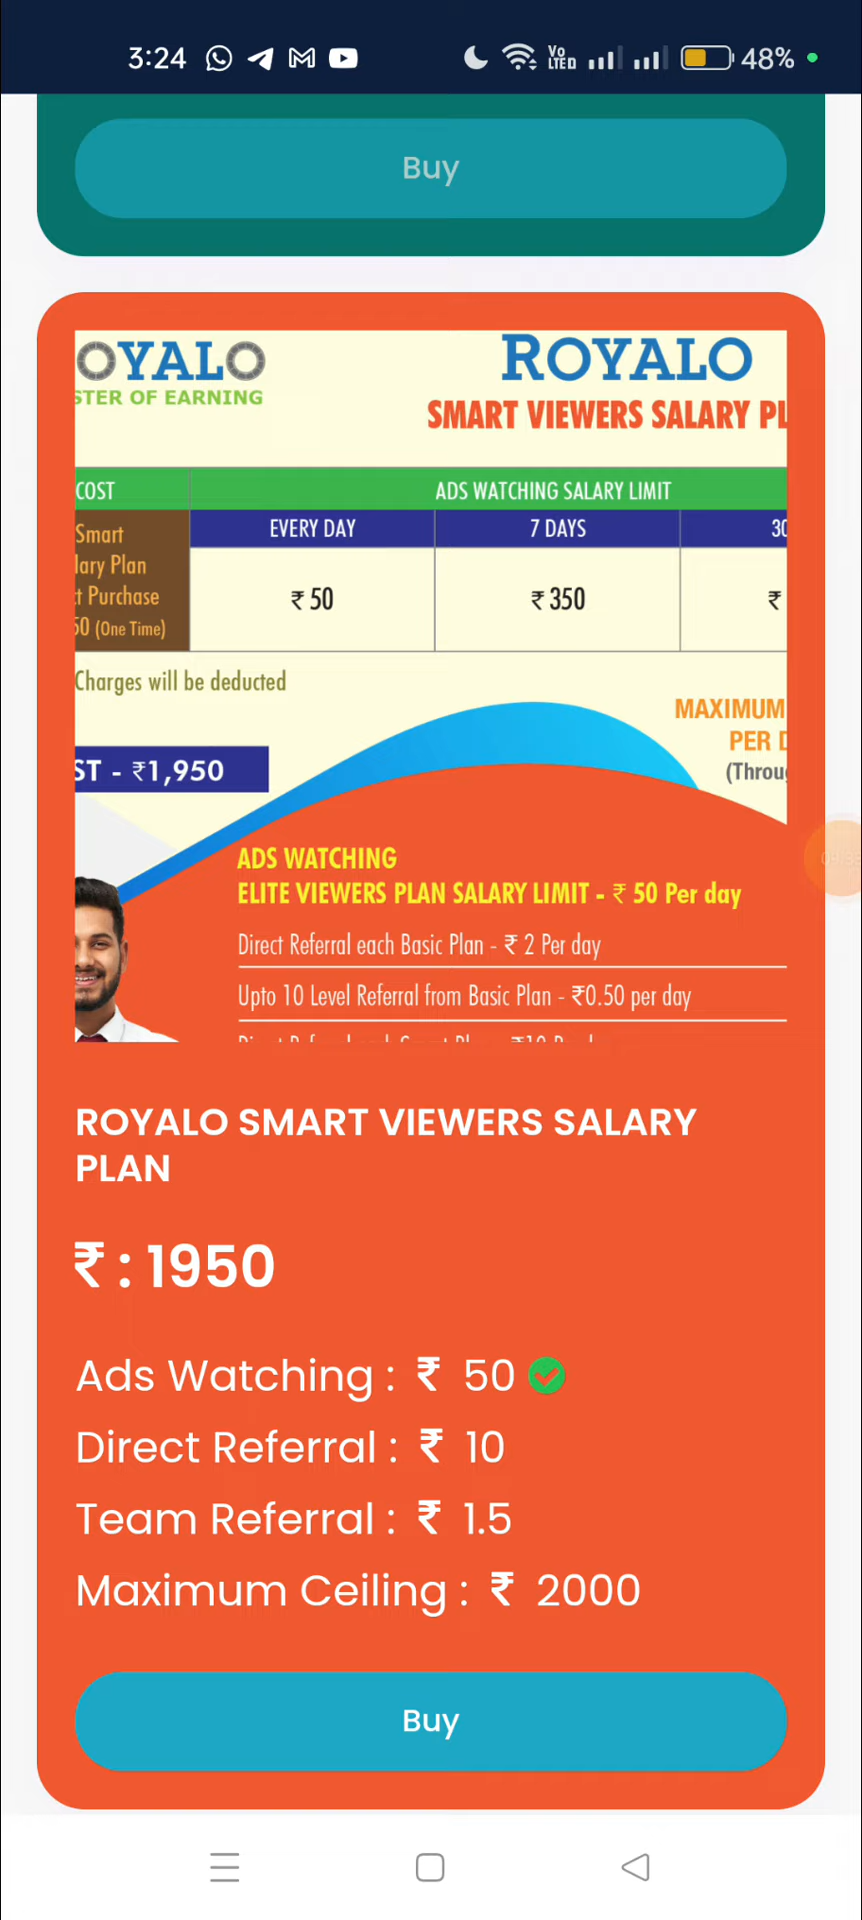 3:24 VoLTED 48%
Buy
OYALO
STER OF EARNING
ROYALO
SMART VIEWERS SALARY PL
COST
ADS WATCHING SALARY LIMIT
EVERY DAY
7 DAYS
30
Smart
lary Plan
t Purchase
50 (One Time)
₹ 50
₹ 350
₹
Charges will be deducted
MAXIMUM
PER D
(Throu
ST - ₹1,950
ADS WATCHING
ELITE VIEWERS PLAN SALARY LIMIT - ₹ 50 Per day
Direct Referral each Basic Plan - ₹ 2 Per day
Upto 10 Level Referral from Basic Plan - ₹0.50 per day
ROYALO SMART VIEWERS SALARY
PLAN
₹ : 1950
Ads Watching : ₹ 50
Direct Referral : ₹ 10
Team Referral : ₹ 1.5
Maximum Ceiling : ₹ 2000
Buy